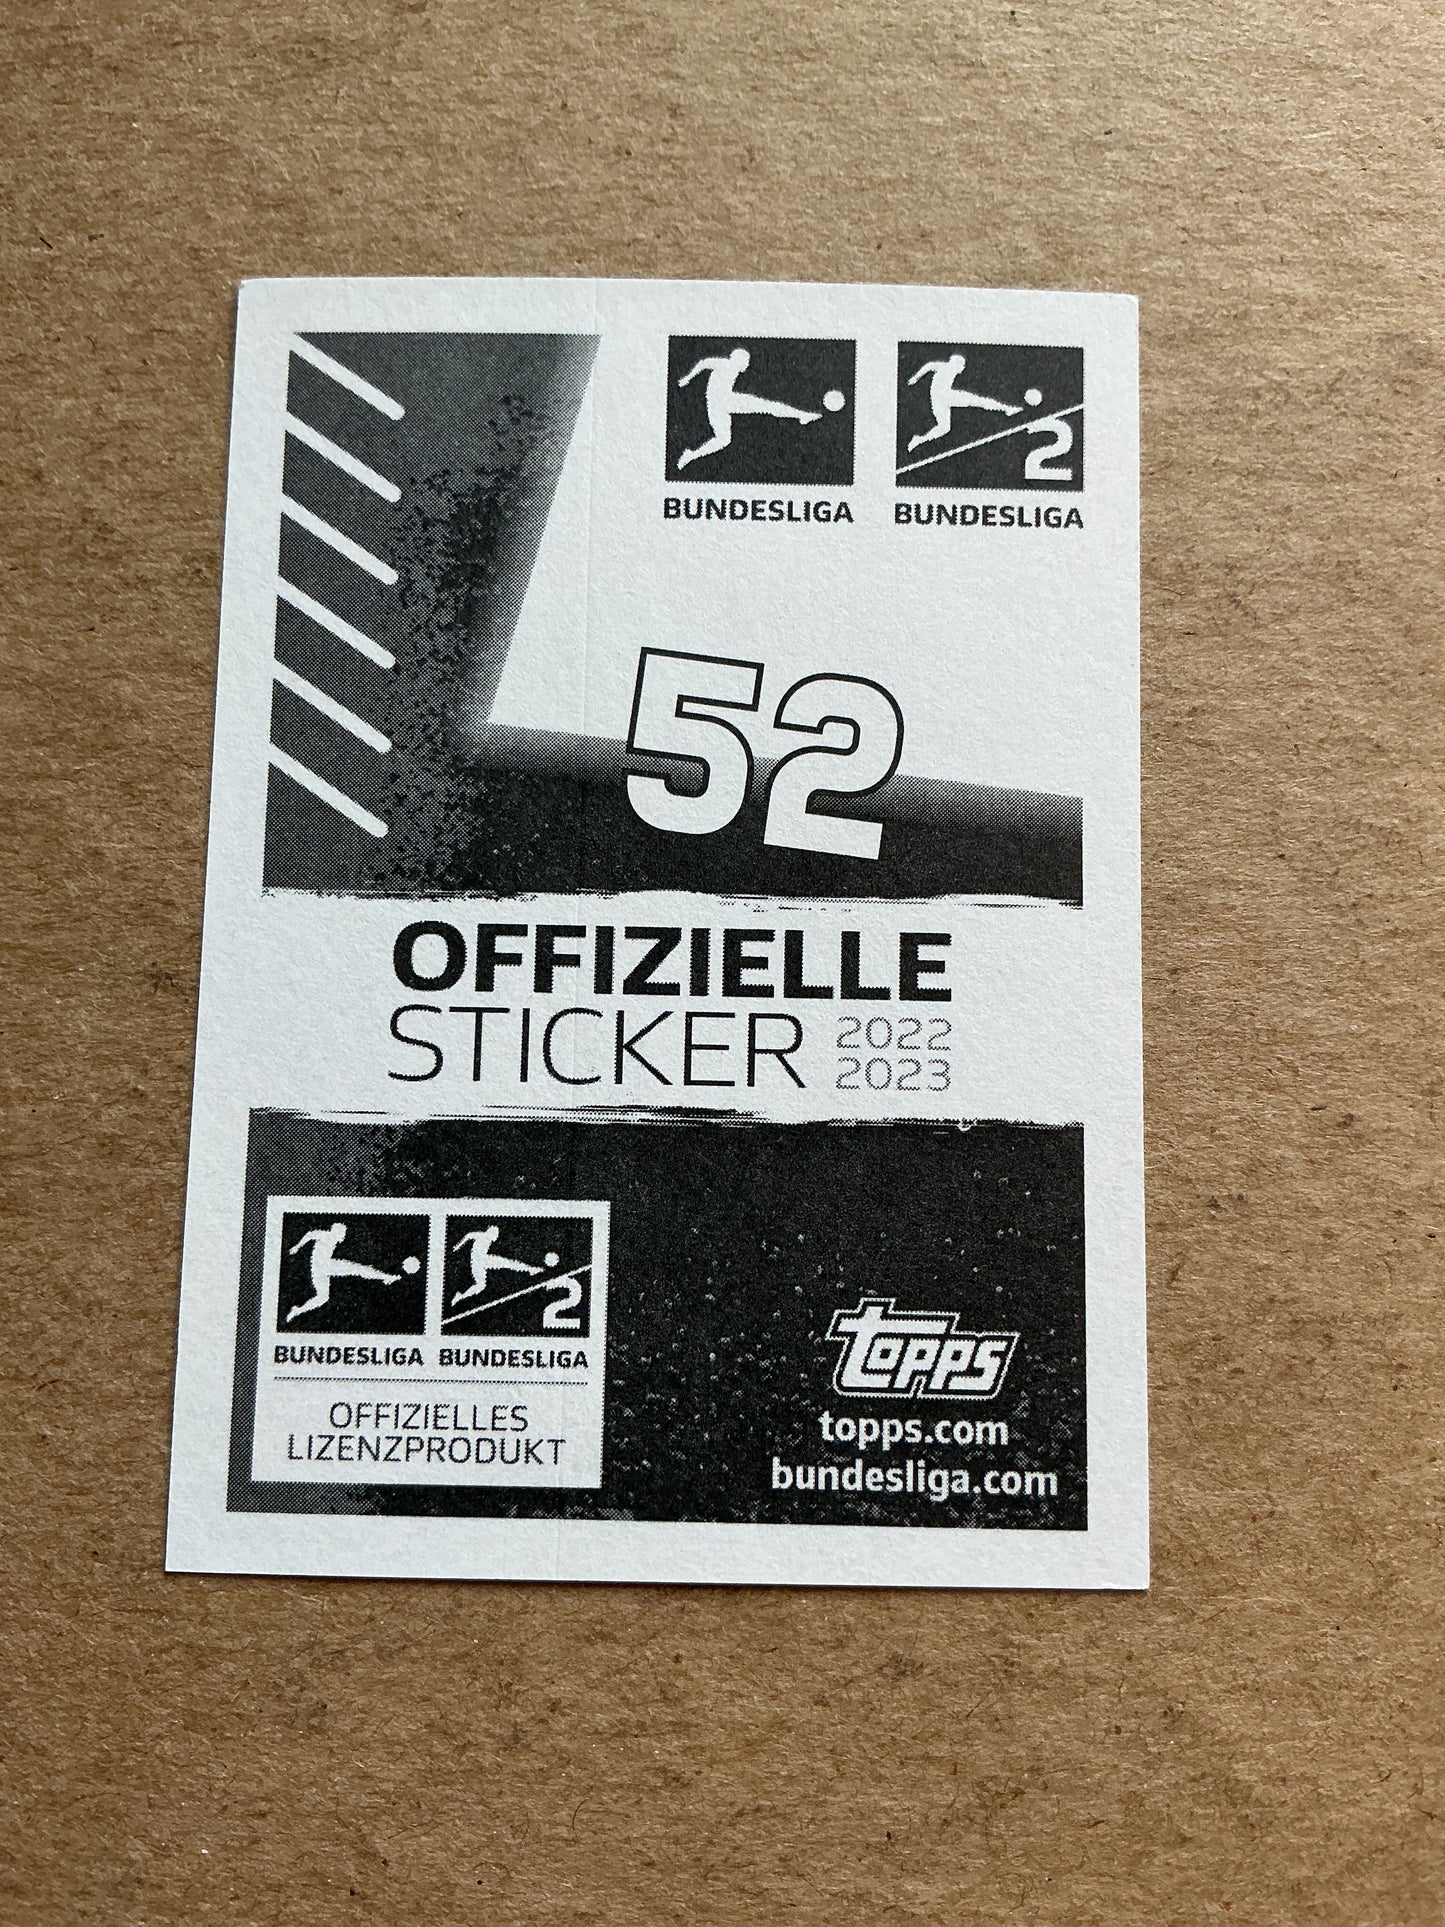 BUNDESLIGA
2
BUNDESLIGA
52
OFFIZIELLE
STICKER 2022
2023
BUNDESLIGA
2
BUNDESLIGA
OFFIZIELLES
LIZENZPRODUKT
topps
topps.com
bundesliga.com